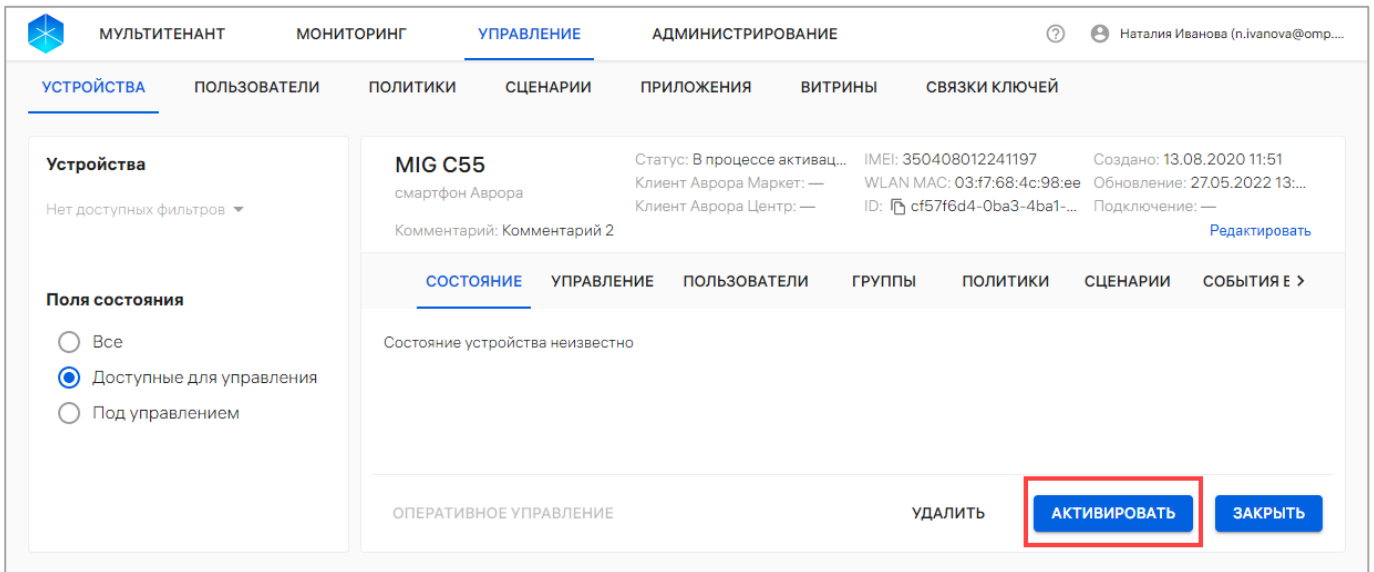 МУЛЬТИТЕНАНТ МОНИТОРИНГ УПРАВЛЕНИЕ АДМИНИСТРИРОВАНИЕ ? Наталия Иванова (n.ivanova@omp....
УСТРОЙСТВА ПОЛЬЗОВАТЕЛИ ПОЛИТИКИ СЦЕНАРИИ ПРИЛОЖЕНИЯ ВИТРИНЫ СВЯЗКИ КЛЮЧЕЙ
Устройства
Нет доступных фильтров
Поля состояния
Все
Доступные для управления
Под управлением
MIG C55
смартфон Аврора
Комментарий: Комментарий 2
Статус: В процессе активац...
Клиент Аврора Маркет: —
Клиент Аврора Центр: —
IMEI: 350408012241197
WLAN MAC: 03:f7:68:4c:98:ee
ID: cf57f6d4-0ba3-4ba1-...
Создано: 13.08.2020 11:51
Обновление: 27.05.2022 13:...
Подключение: —
Редактировать
СОСТОЯНИЕ УПРАВЛЕНИЕ ПОЛЬЗОВАТЕЛИ ГРУППЫ ПОЛИТИКИ СЦЕНАРИИ СОБЫТИЯ Б
Состояние устройства неизвестно
ОПЕРАТИВНОЕ УПРАВЛЕНИЕ УДАЛИТЬ АКТИВИРОВАТЬ ЗАКРЫТЬ